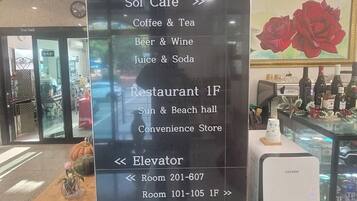 Sol Cafe >>
Coffee & Tea
Beer & Wine
Juice & Soda
Restaurant 1F
Sun & Beach hall
Convenience Store
<< Elevator
<< Room 201-607
Room 101-105 1F >>